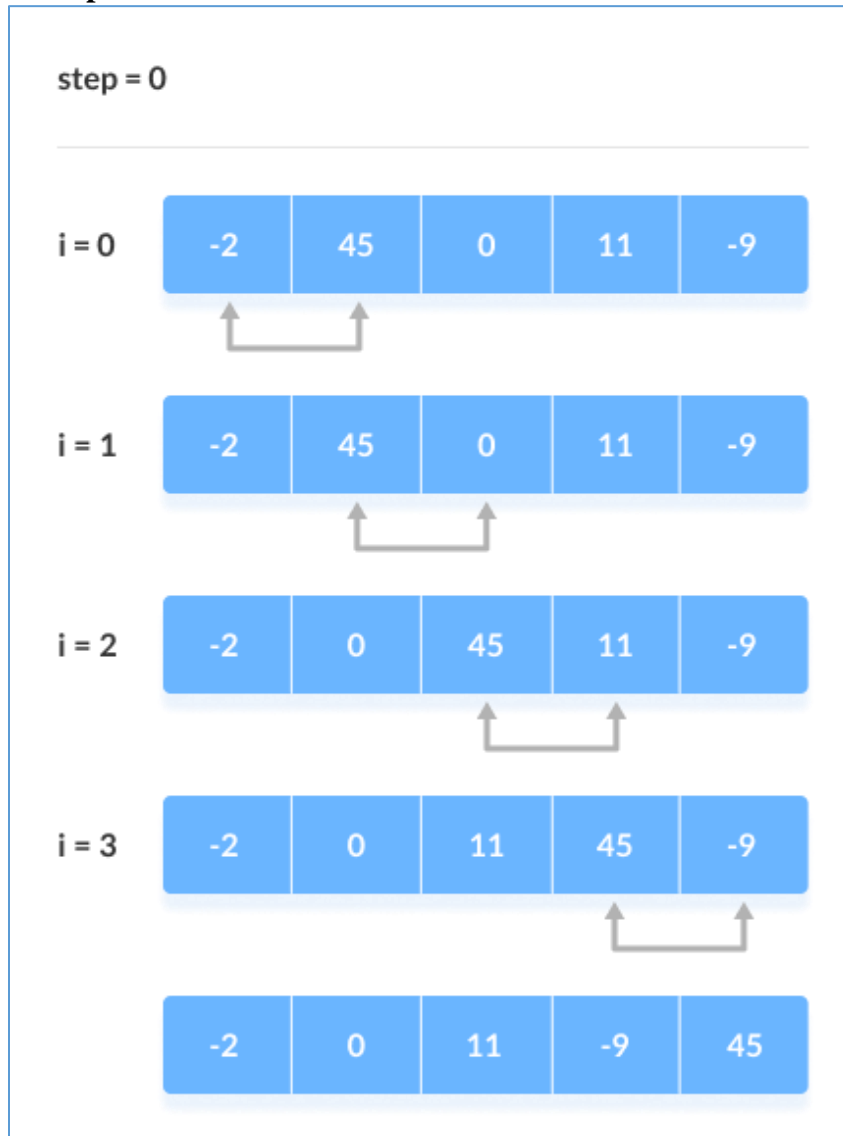 step = 0
i = 0 -2 45 0 11 -9
i = 1 -2 45 0 11 -9
i = 2 -2 0 45 11 -9
i = 3 -2 0 11 45 -9
-2 0 11 -9 45